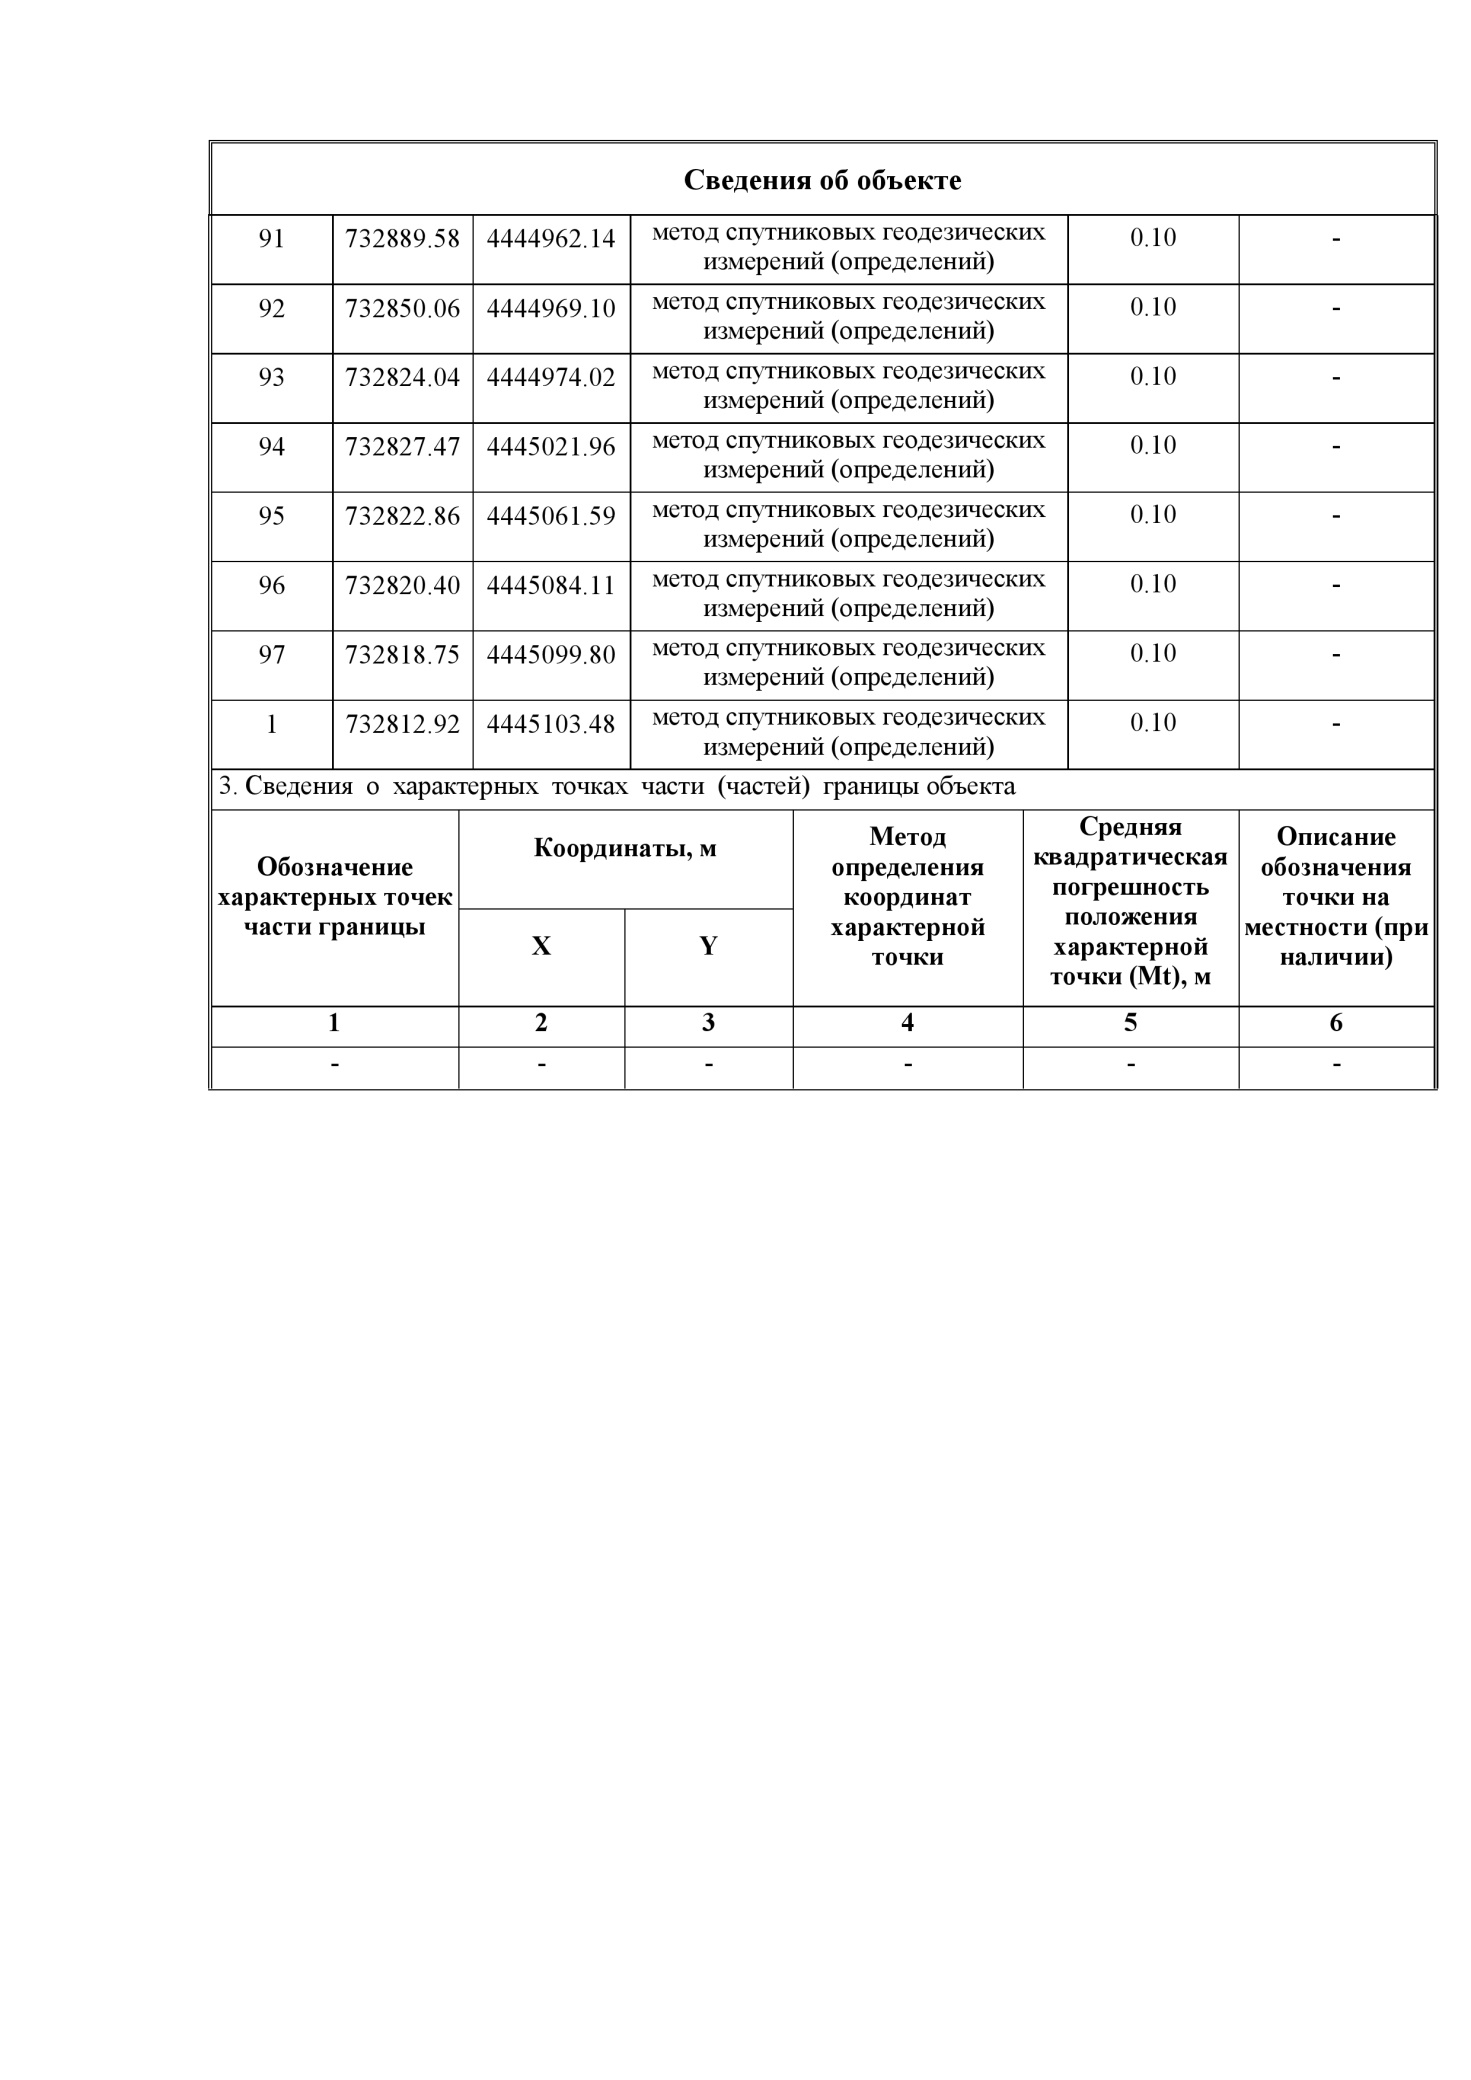 Сведения об объекте
91 732889.58 4444962.14 метод спутниковых геодезических измерений (определений) 0.10 -
92 732850.06 4444969.10 метод спутниковых геодезических измерений (определений) 0.10 -
93 732824.04 4444974.02 метод спутниковых геодезических измерений (определений) 0.10 -
94 732827.47 4445021.96 метод спутниковых геодезических измерений (определений) 0.10 -
95 732822.86 4445061.59 метод спутниковых геодезических измерений (определений) 0.10 -
96 732820.40 4445084.11 метод спутниковых геодезических измерений (определений) 0.10 -
97 732818.75 4445099.80 метод спутниковых геодезических измерений (определений) 0.10 -
1 732812.92 4445103.48 метод спутниковых геодезических измерений (определений) 0.10 -
3. Сведения о характерных точках части (частей) границы объекта
Обозначение
характерных точек
части границы
Координаты, м
X Y
Метод
определения
координат
характерной
точки
Средняя
квадратическая
погрешность
положения
характерной
точки (Mt), м
Описание
обозначения
точки на
местности (при
наличии)
1 2 3 4 5 6
- - - - - -